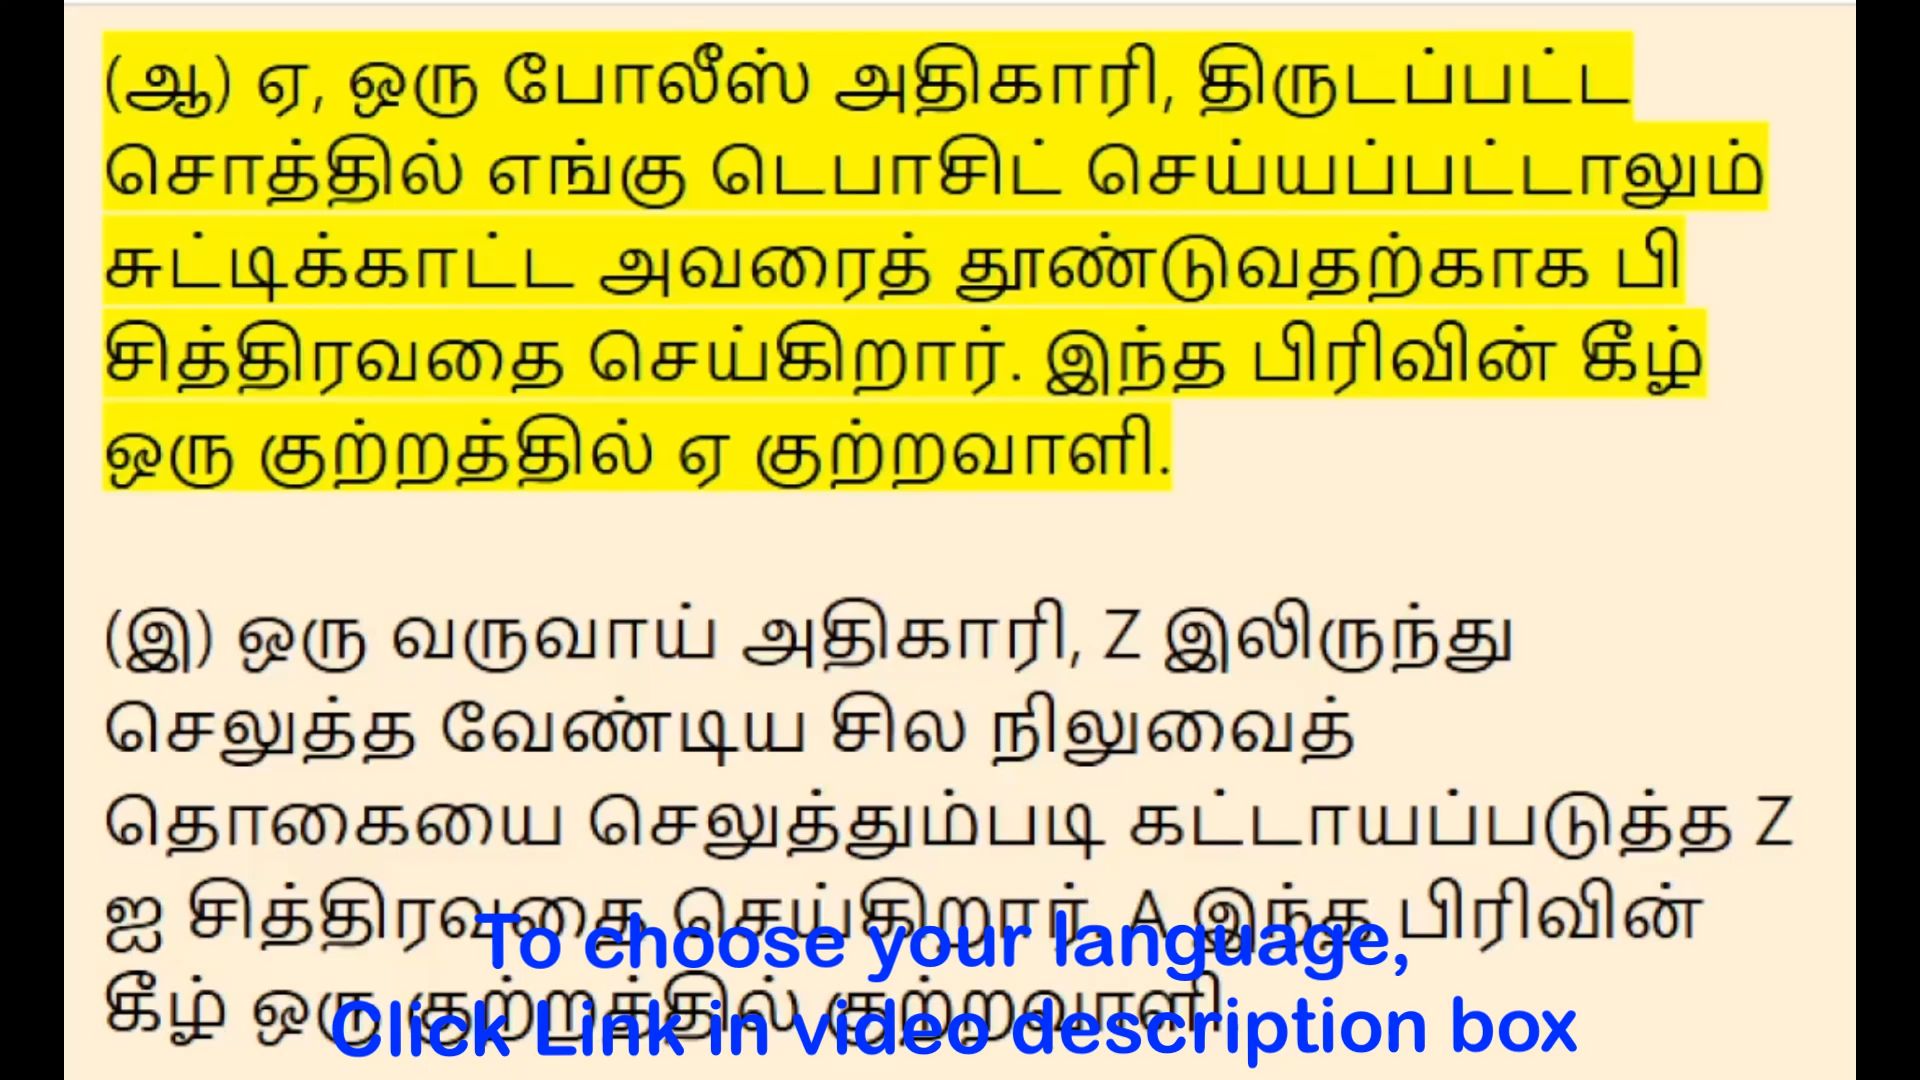 (ஆ) ஏ, ஒரு போலீஸ் அதிகாரி, திருடப்பட்ட
சொத்தில் எங்கு டெபாசிட் செய்யப்பட்டாலும்
சுட்டிக்காட்ட அவரைத் தூண்டுவதற்காக பி
சித்திரவதை செய்கிறார். இந்த பிரிவின் கீழ்
ஒரு குற்றத்தில் ஏ குற்றவாளி.
(இ) ஒரு வருவாய் அதிகாரி, Z இலிருந்து
செலுத்த வேண்டிய சில நிலுவைத்
தொகையை செலுத்தும்படி கட்டாயப்படுத்த Z
ஐ சித்திரவதை செய்கிறார். A இந்த பிரிவின்
கீழ் ஒரு குற்றத்தில் குற்றவாளி.
To choose your language,
Click Link in video description box